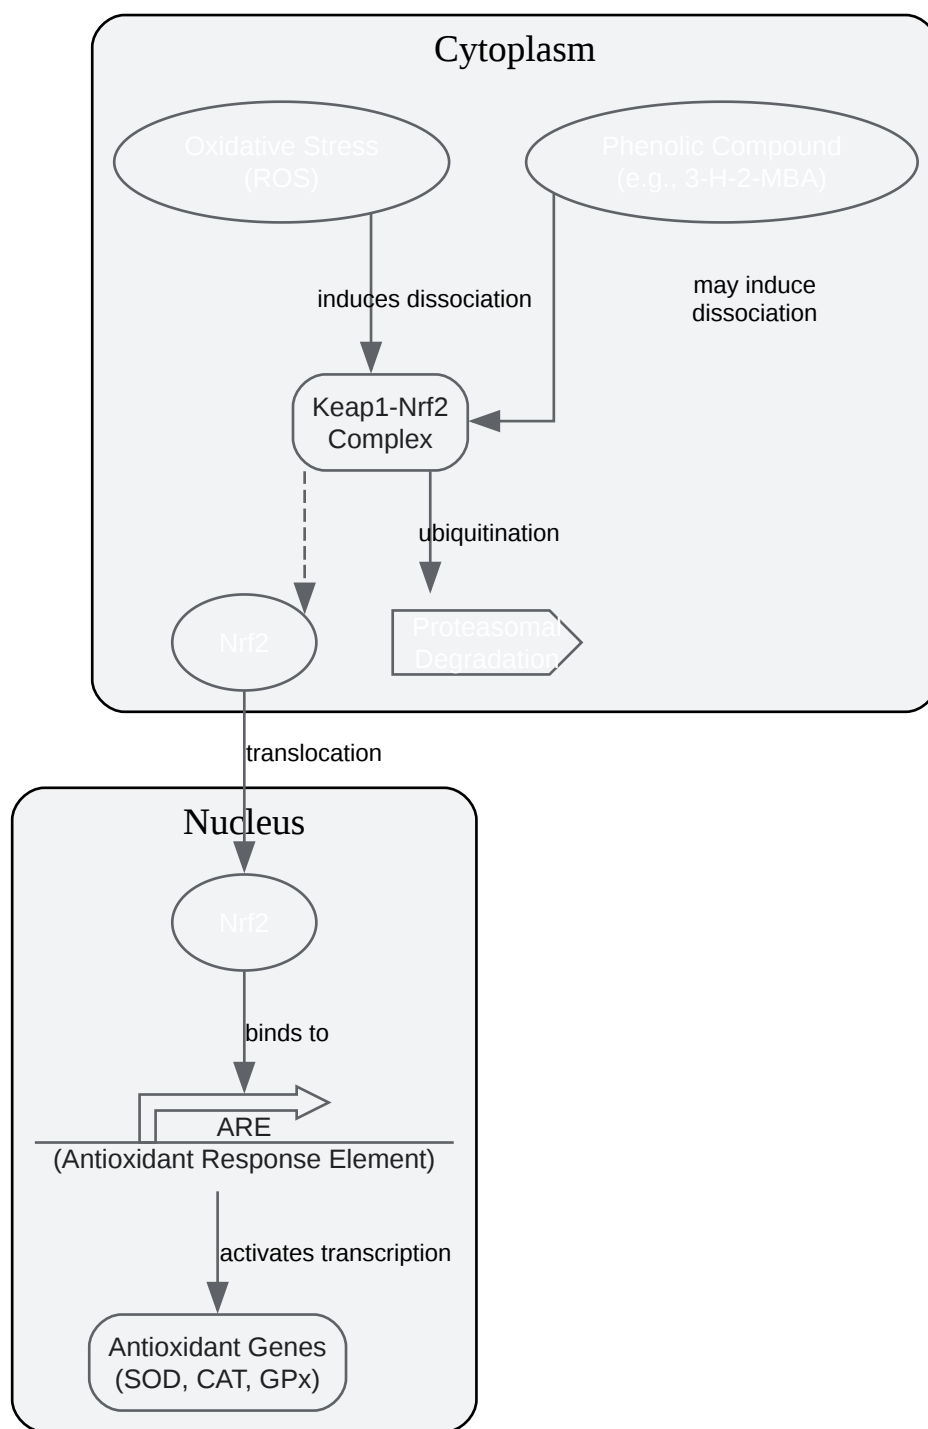 Cytoplasm
Oxidative Stress
(ROS)
Phenolic Compound
(e.g., 3-H-2-MBA)
induces dissociation
may induce
dissociation
Keap1-Nrf2
Complex
ubiquitination
Nrf2
Proteasomal
Degradation
translocation
Nucleus
Nrf2
binds to
ARE
(Antioxidant Response Element)
activates transcription
Antioxidant Genes
(SOD, CAT, GPx)